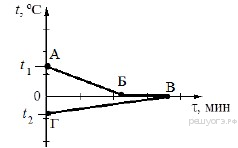 t, °C
А
t₁
Б
В
0
τ, мин
t₂
Г
РЕШУОГЭ.РФ